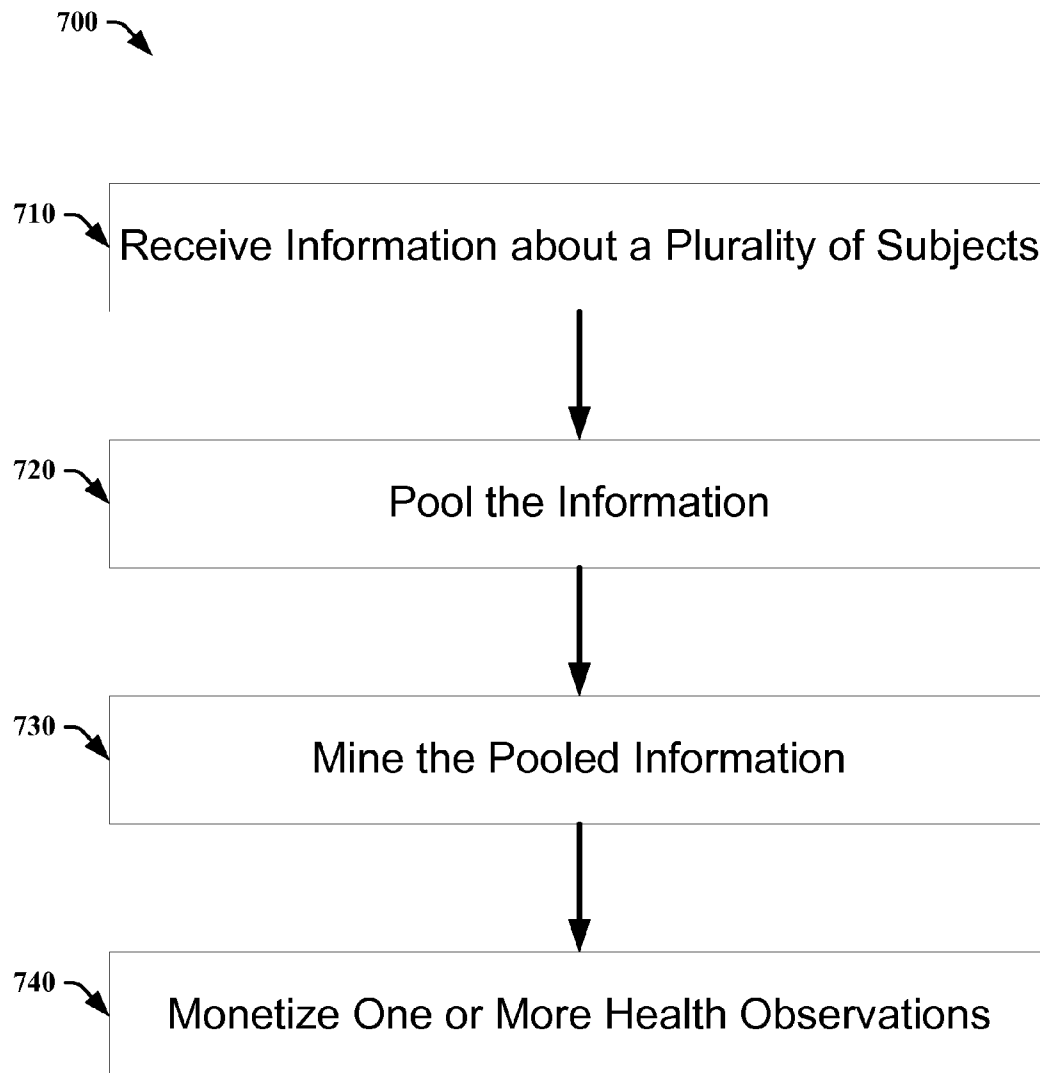 700
710
Receive Information about a Plurality of Subjects
720
Pool the Information
730
Mine the Pooled Information
740
Monetize One or More Health Observations